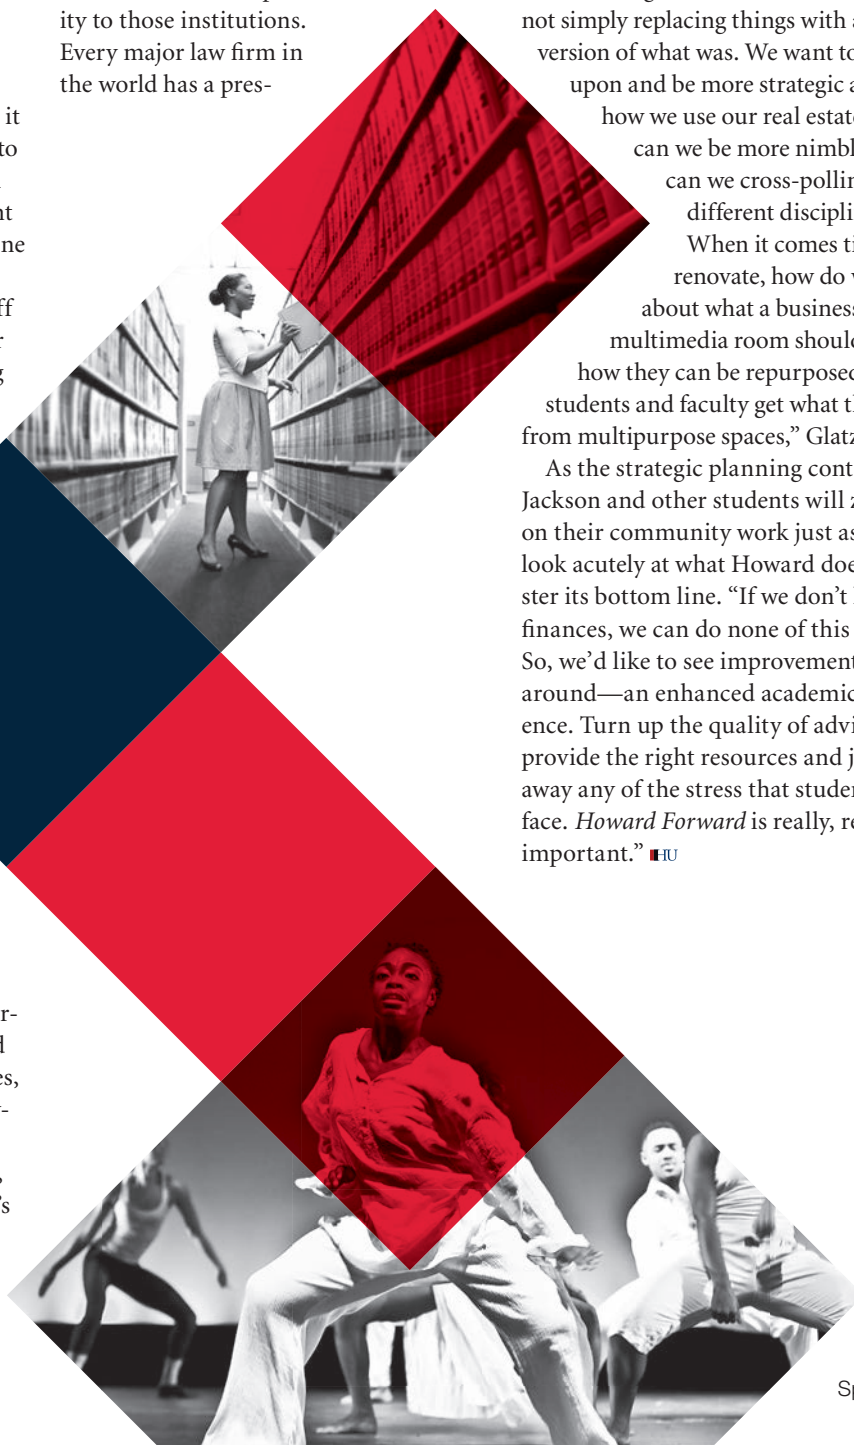 ity to those institutions.
Every major law firm in
the world has a pres-
it
to
nt
ne
ff
r
g
r-
d
es,
-
,
's
not simply replacing things with a
version of what was. We want to
upon and be more strategic a
how we use our real estate
can we be more nimbl
can we cross-pollin
different discipli
When it comes ti
renovate, how do w
about what a business
multimedia room should
how they can be repurposed
students and faculty get what th
from multipurpose spaces,” Glatz
As the strategic planning cont
Jackson and other students will z
on their community work just as
look acutely at what Howard doe
ster its bottom line. “If we don’t
finances, we can do none of this
So, we’d like to see improvement
around—an enhanced academic
ence. Turn up the quality of advi
provide the right resources and j
away any of the stress that studen
face. Howard Forward is really, re
important.” HU
Sp